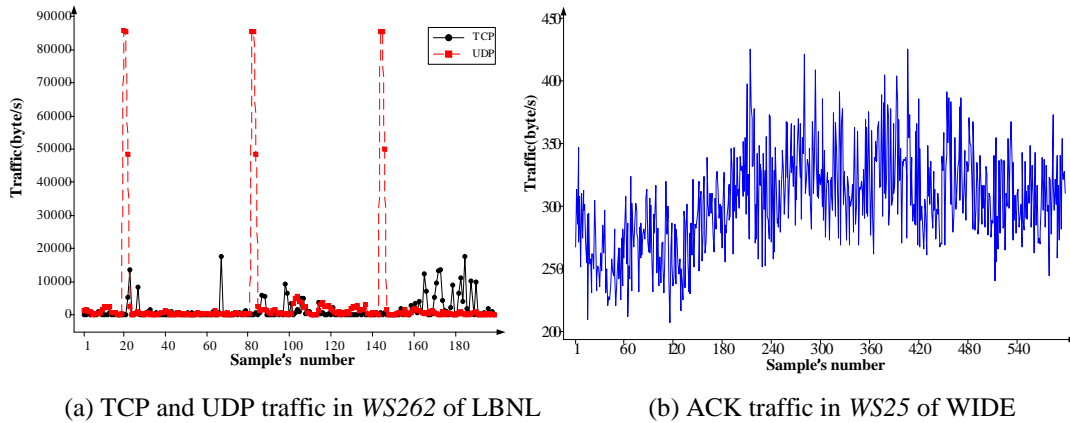 90000
80000
70000
60000
50000
40000
30000
20000
10000
0
Traffic(byte/s)
TCP
UDP
1 20 40 60 80 100 120 140 160 180
Sample's number
450
400
350
300
250
200
Traffic(byte/s)
1 60 120 180 240 300 360 420 480 540
Sample's number
(a) TCP and UDP traffic in WS262 of LBNL
(b) ACK traffic in WS25 of WIDE